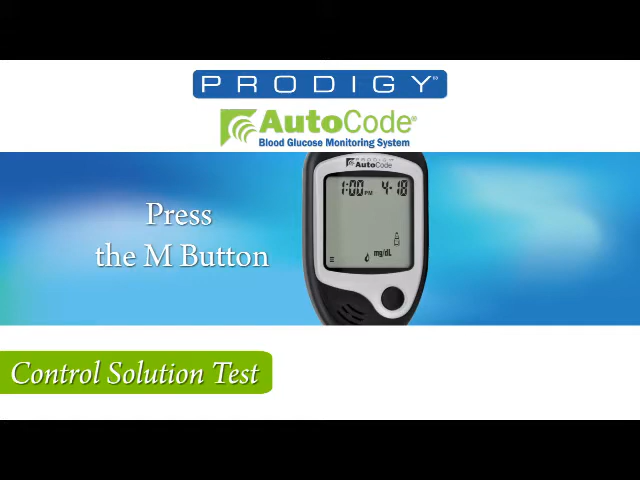 PRODIGY®
AutoCode®
Blood Glucose Monitoring System
PRODIGY
AutoCode
1:00 PM 4-18
Press
the M Button
mg/dL
Control Solution Test